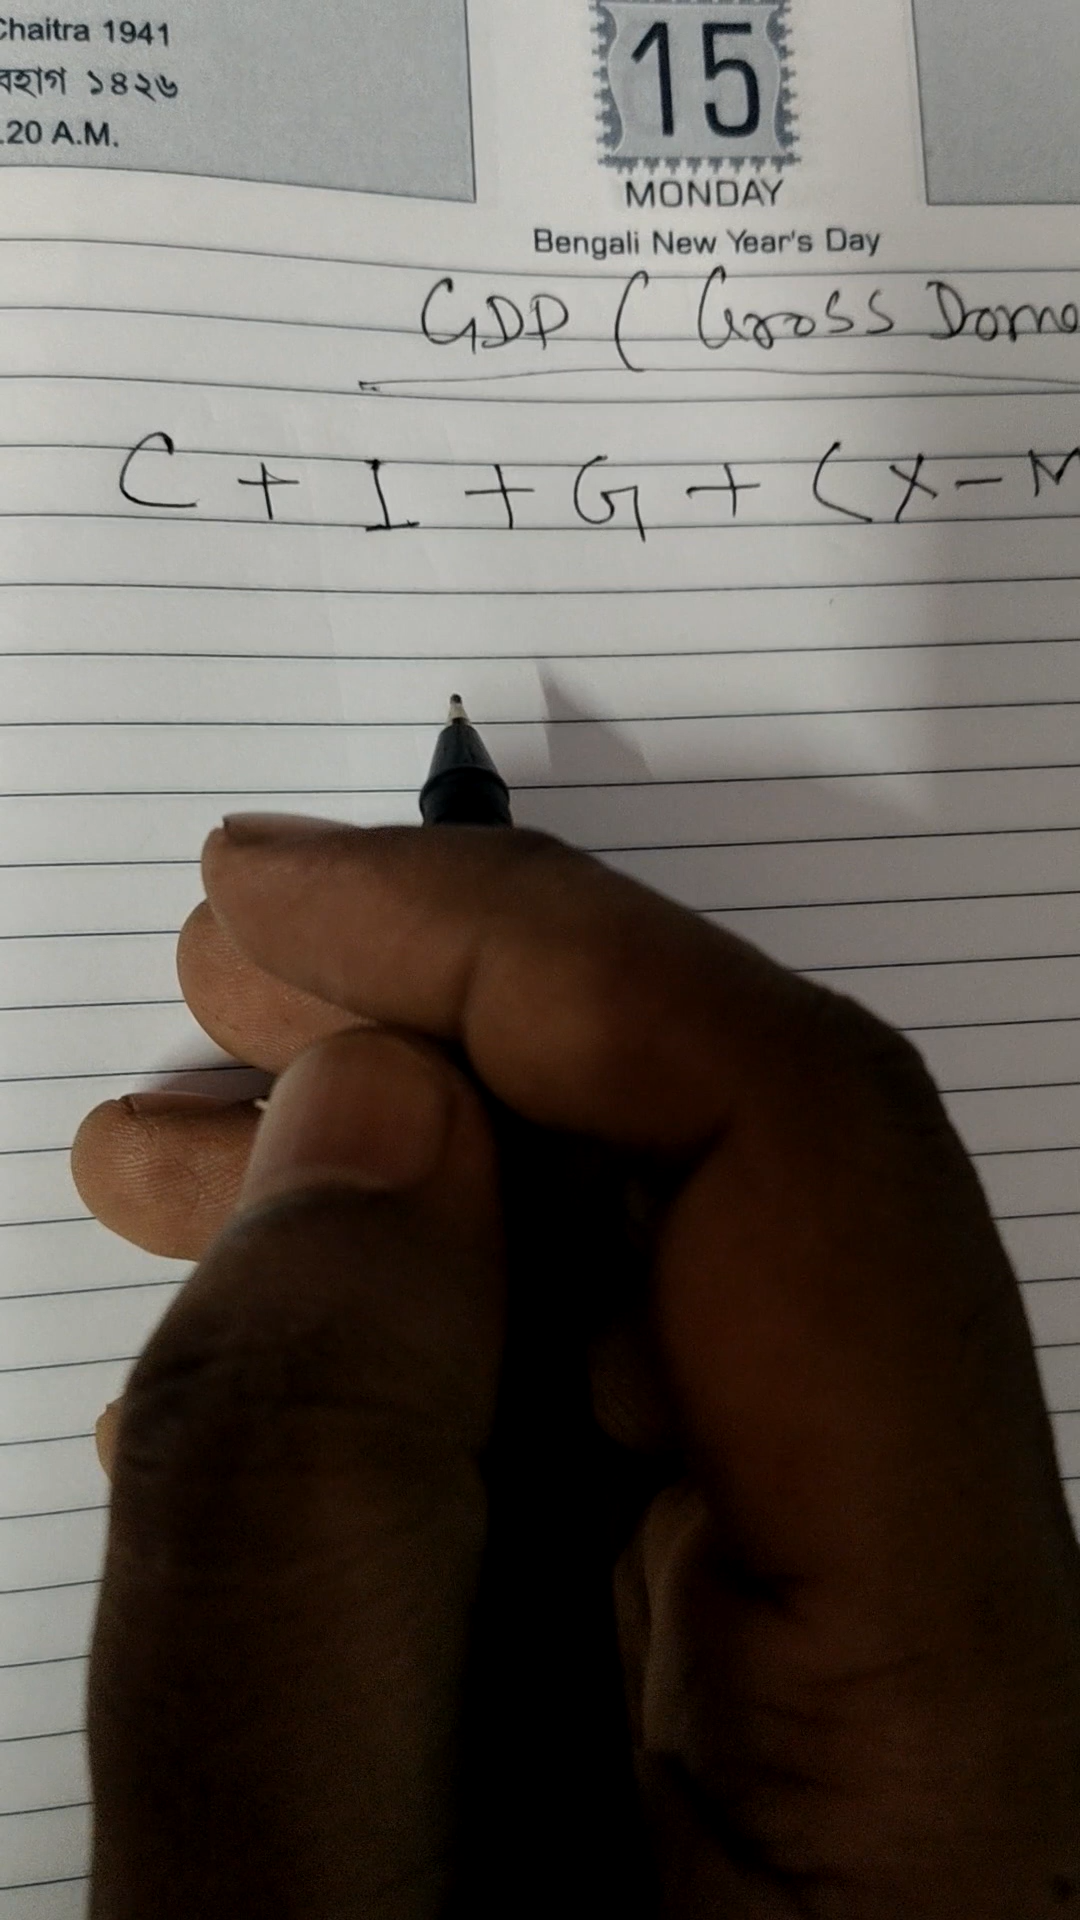 Chaitra 1941
বহাগ ১৪২৬
.20 A.M.
15
MONDAY
Bengali New Year's Day
GDP ( Gross Dome
C + I + G + (X - M